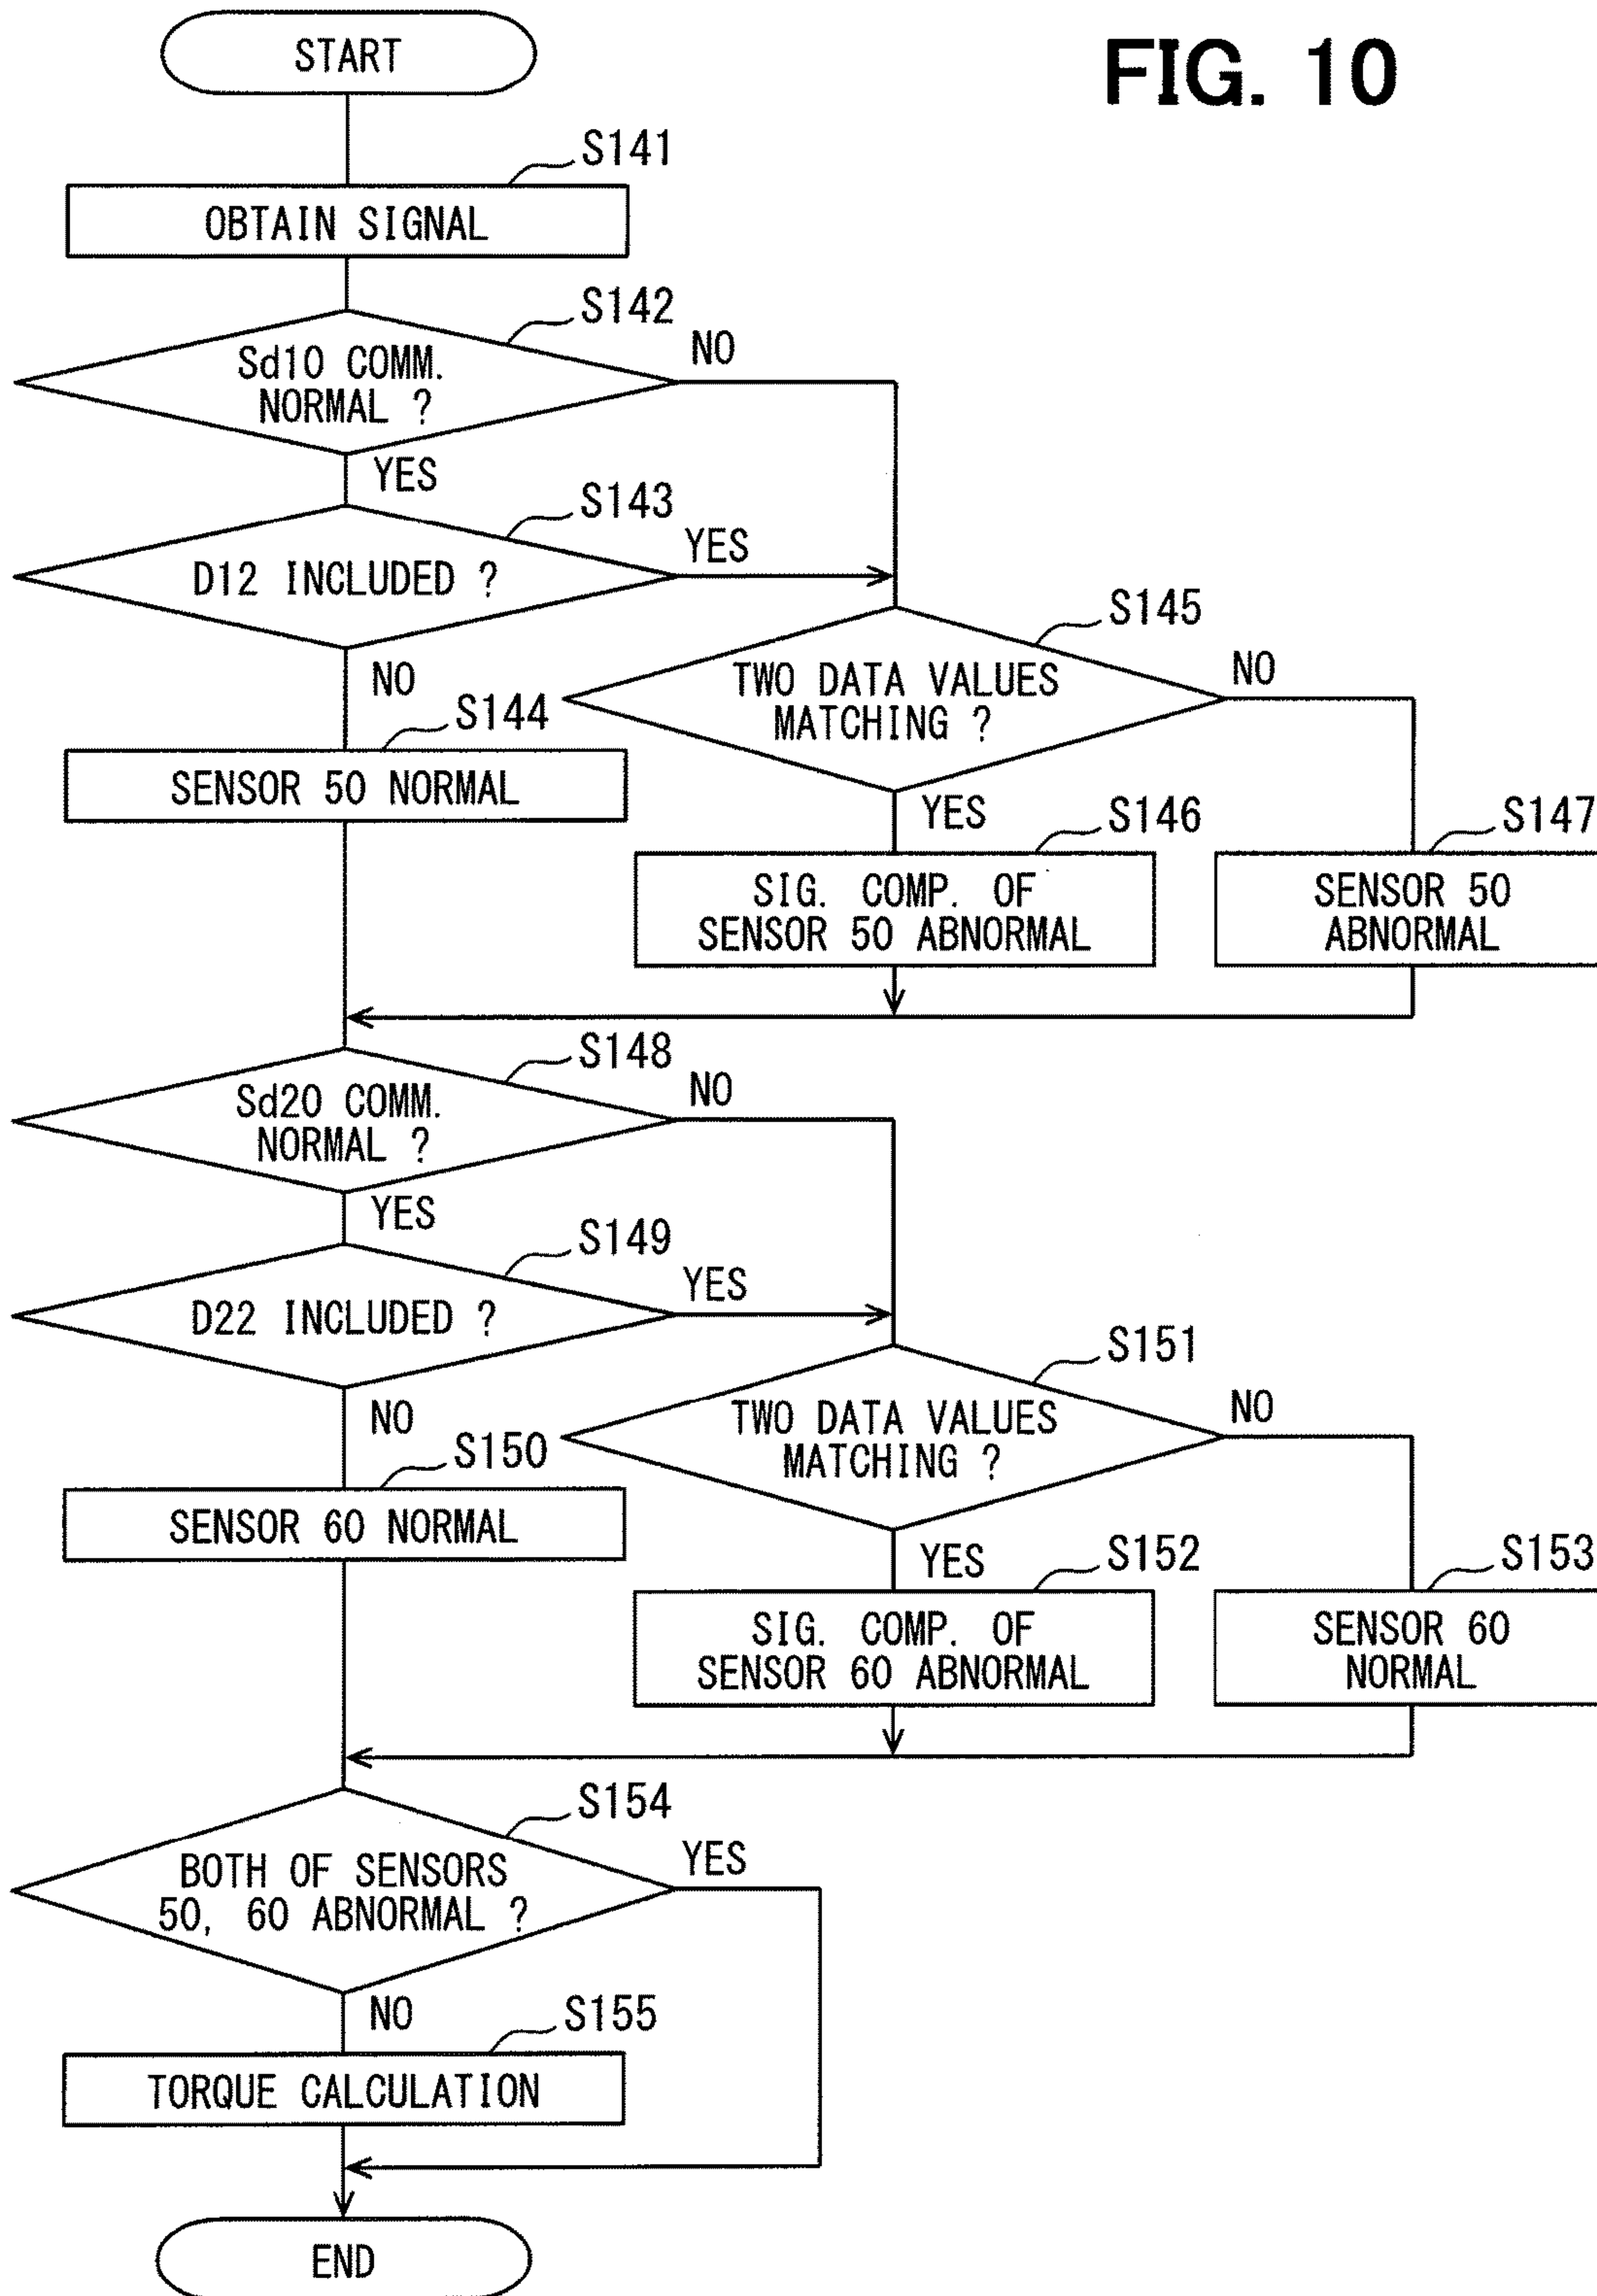 FIG. 10
START
S141
OBTAIN SIGNAL
S142
Sd10 COMM.
NORMAL ?
NO
YES
S143
D12 INCLUDED ?
YES
NO
S145
TWO DATA VALUES
MATCHING ?
NO
YES
S144
SENSOR 50 NORMAL
S146
SIG. COMP. OF
SENSOR 50 ABNORMAL
S147
SENSOR 50
ABNORMAL
S148
Sd20 COMM.
NORMAL ?
NO
YES
S149
D22 INCLUDED ?
YES
NO
S151
TWO DATA VALUES
MATCHING ?
NO
YES
S150
SENSOR 60 NORMAL
S152
SIG. COMP. OF
SENSOR 60 ABNORMAL
S153
SENSOR 60
NORMAL
S154
BOTH OF SENSORS
50, 60 ABNORMAL ?
YES
NO
S155
TORQUE CALCULATION
END